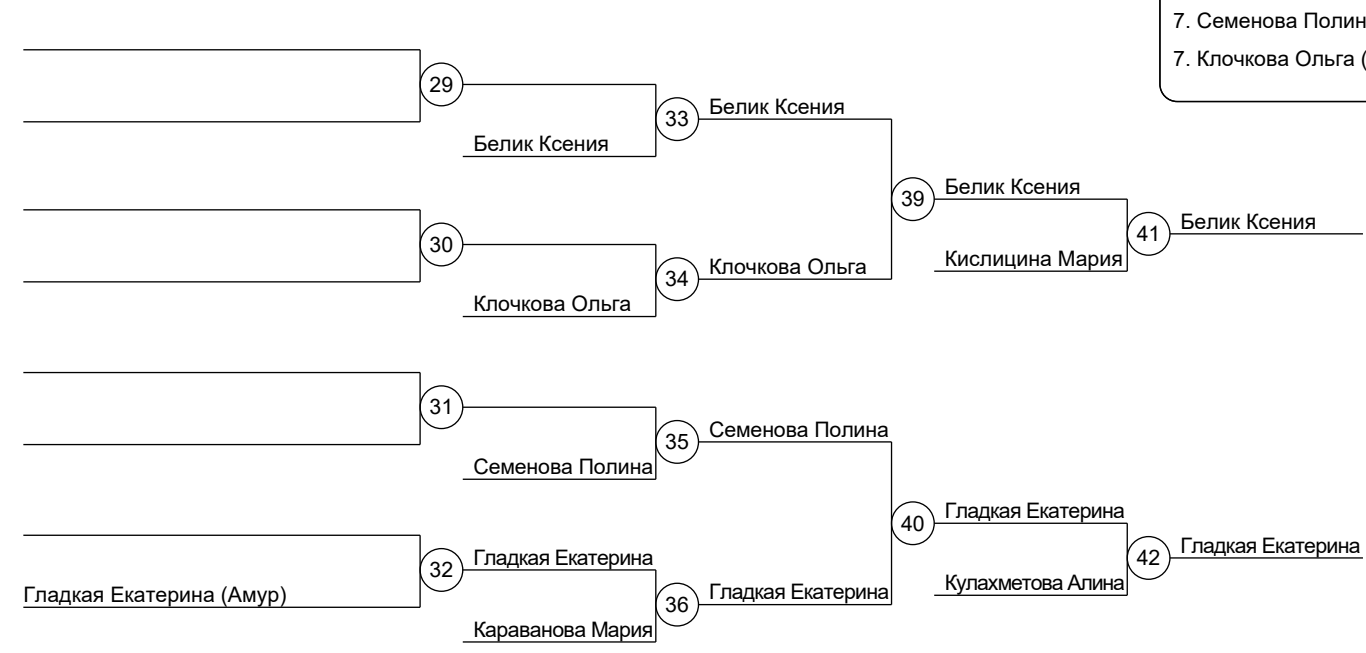 7. Семенова Полин
7. Клочкова Ольга (
29
33
Белик Ксения
Белик Ксения
39
Белик Ксения
41
Белик Ксения
30
34
Клочкова Ольга
Кислицина Мария
Клочкова Ольга
31
35
Семенова Полина
Семенова Полина
40
Гладкая Екатерина
42
Гладкая Екатерина
32
Гладкая Екатерина
Кулахметова Алина
Гладкая Екатерина (Амур)
36
Гладкая Екатерина
Караванова Мария